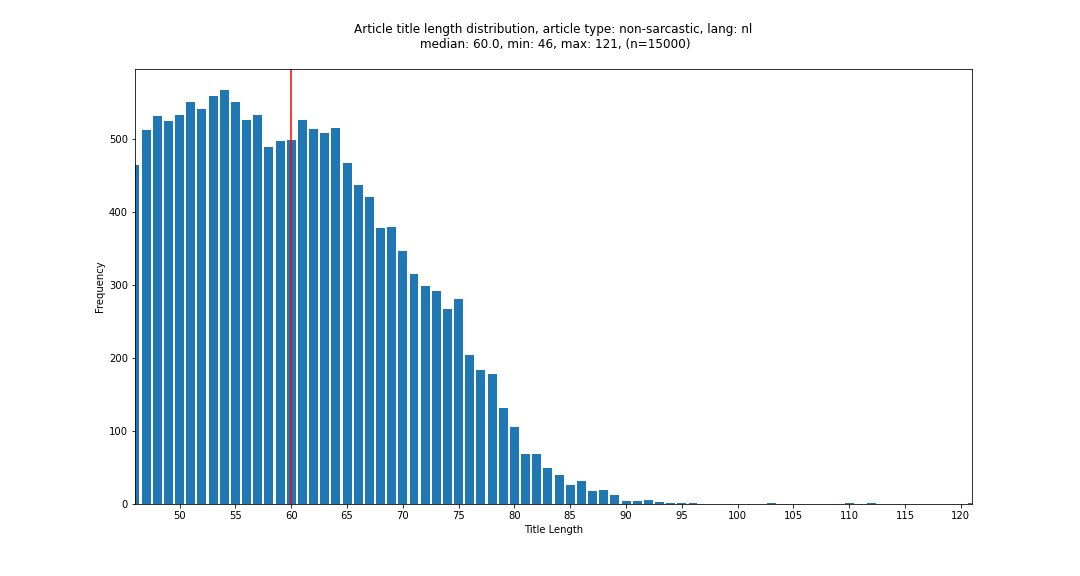 Article title length distribution, article type: non-sarcastic, lang: nl
median: 60.0, min: 46, max: 121, (n=15000)
500
400
300
200
100
0
Frequency
50 55 60 65 70 75 80 85 90 95 100 105 110 115 120
Title Length